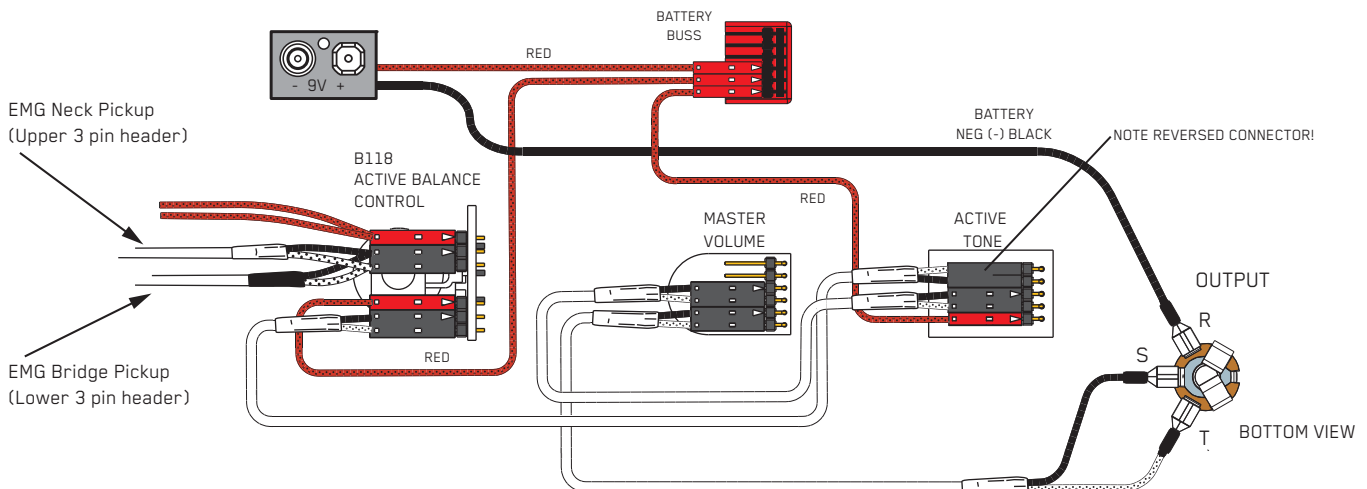 BATTERY
BUSS
RED
- 9V +
EMG Neck Pickup
(Upper 3 pin header)
BATTERY
NEG (-) BLACK
NOTE REVERSED CONNECTOR!
B118
ACTIVE BALANCE
CONTROL
RED
MASTER
VOLUME
ACTIVE
TONE
OUTPUT
R
S
RED
EMG Bridge Pickup
(Lower 3 pin header)
T
BOTTOM VIEW